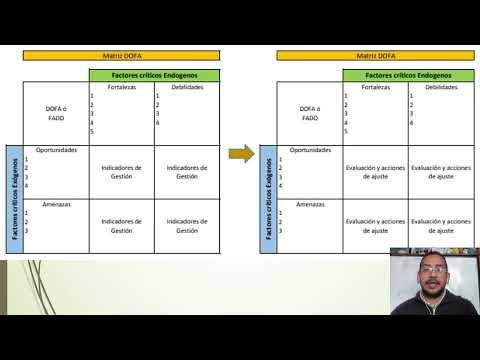 Matriz DOFA
Factores críticos Endogenos
DOFA ó
FADO
Fortalezas
1
2
3
4
5
Debilidades
1
2
3
4
Factores críticos Exógenos
Oportunidades
1
2
3
4
Indicadores de
Gestión
Indicadores de
Gestión
Amenazas
1
2
3
Indicadores de
Gestión
Indicadores de
Gestión
Matriz DOFA
Factores críticos Endogenos
DOFA ó
FADO
Fortalezas
1
2
3
4
5
Debilidades
1
2
3
4
Factores críticos Exógenos
Oportunidades
1
2
3
4
Evaluación y acciones
de ajuste
Evaluación y acciones
de ajuste
Amenazas
1
2
3
Evaluación y acciones
de ajuste
Evaluación y acciones
de ajuste